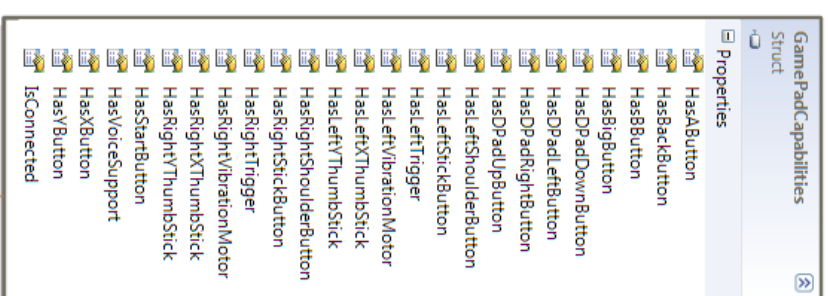 GamePadCapabilities
Struct
Properties
HasAButton
HasBackButton
HasBButton
HasBigButton
HasDPadDownButton
HasDPadLeftButton
HasDPadRightButton
HasDPadUpButton
HasLeftShoulderButton
HasLeftStickButton
HasLeftTrigger
HasLeftVibrationMotor
HasLeftXThumbStick
HasLeftYThumbStick
HasRightShoulderButton
HasRightStickButton
HasRightTrigger
HasRightVibrationMotor
HasRightXThumbStick
HasRightYThumbStick
HasStartButton
HasVoiceSupport
HasXButton
HasYButton
IsConnected